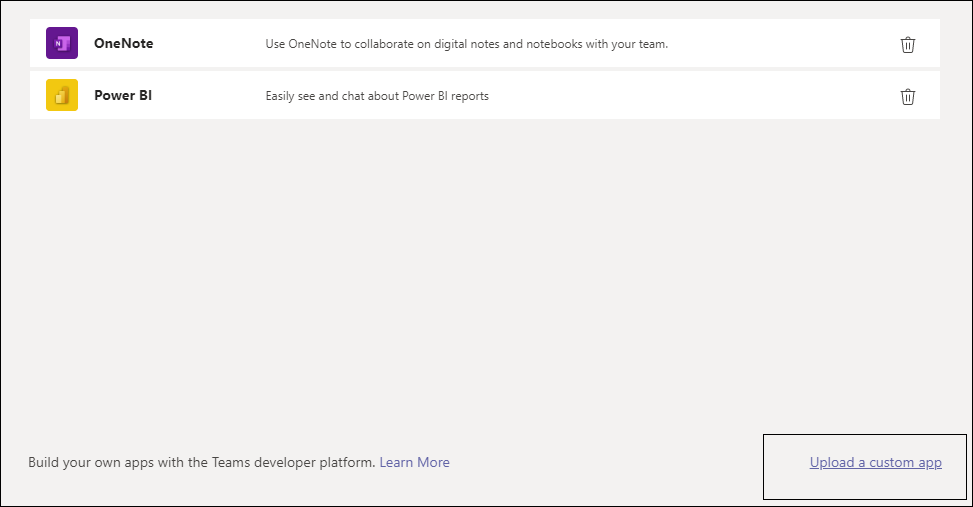 OneNote Use OneNote to collaborate on digital notes and notebooks with your team.
Power BI Easily see and chat about Power BI reports
Build your own apps with the Teams developer platform. Learn More Upload a custom app